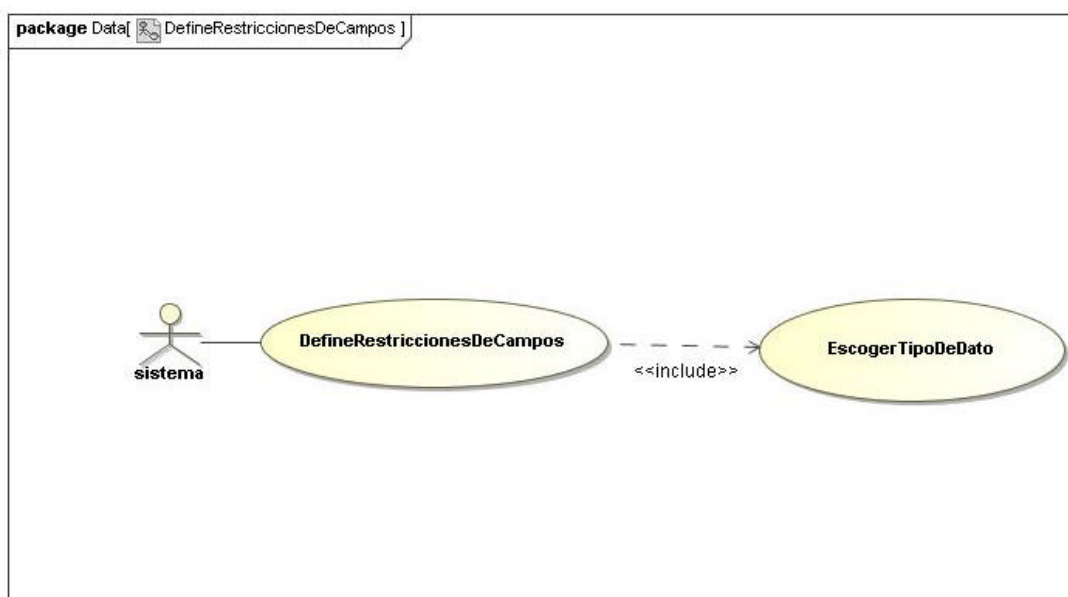 package Data[ DefineRestriccionesDeCampos ]
DefineRestriccionesDeCampos
EscogerTipoDeDato
<<include>>
sistema